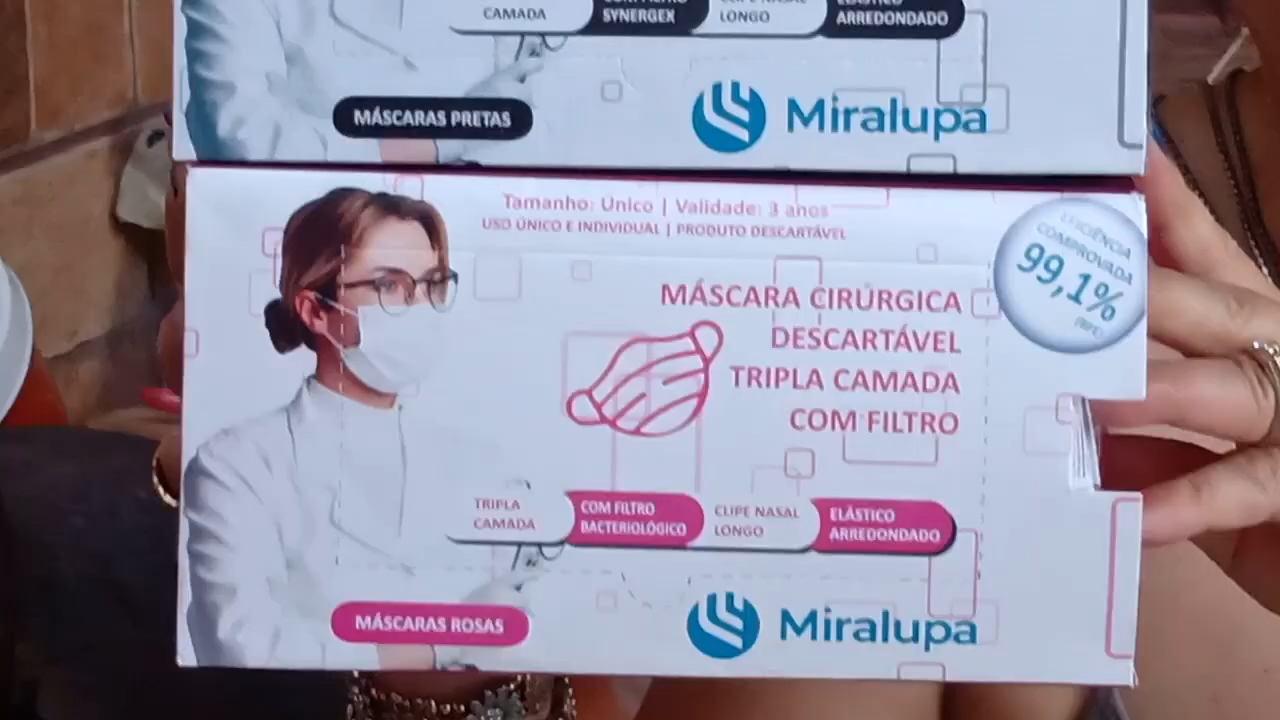 CAMADA
SYNERGEX
LONGO
ARREDONDADO
MÁSCARAS PRETAS
Miralupa
Tamanho: Único | Validade: 3 anos
USO ÚNICO E INDIVIDUAL | PRODUTO DESCARTÁVEL
EFICIÊNCIA
COMPROVADA
99,1%
(BFE)
MÁSCARA CIRÚRGICA
DESCARTÁVEL
TRIPLA CAMADA
COM FILTRO
TRIPLA
CAMADA
COM FILTRO
BACTERIOLÓGICO
CLIPE NASAL
LONGO
ELÁSTICO
ARREDONDADO
MÁSCARAS ROSAS
Miralupa